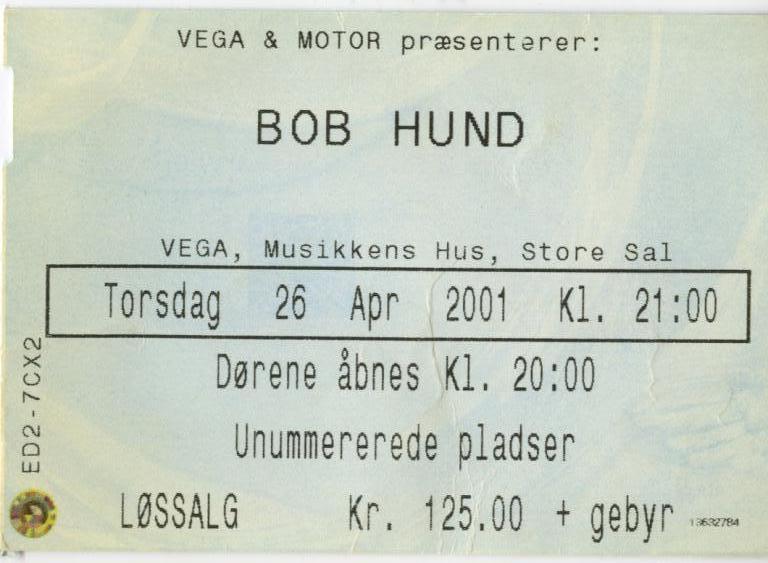 VEGA & MOTOR præsenterer:
BOB HUND
VEGA, Musikkens Hus, Store Sal
Torsdag 26 Apr 2001 Kl. 21:00
Dørene åbnes Kl. 20:00
Unummererede pladser
LØSSALG Kr. 125.00 + gebyr 13632784
ED2-7CX2